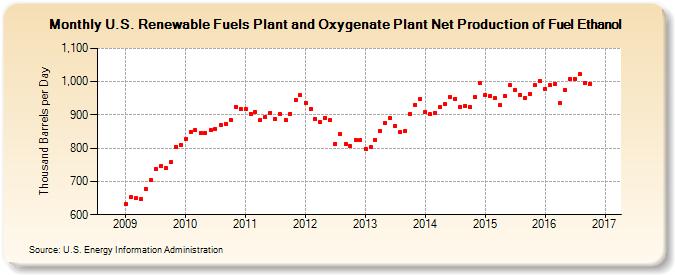 Monthly U.S. Renewable Fuels Plant and Oxygenate Plant Net Production of Fuel Ethanol
Thousand Barrels per Day
1,100
1,000
900
800
700
600
2009 2010 2011 2012 2013 2014 2015 2016 2017
Source: U.S. Energy Information Administration